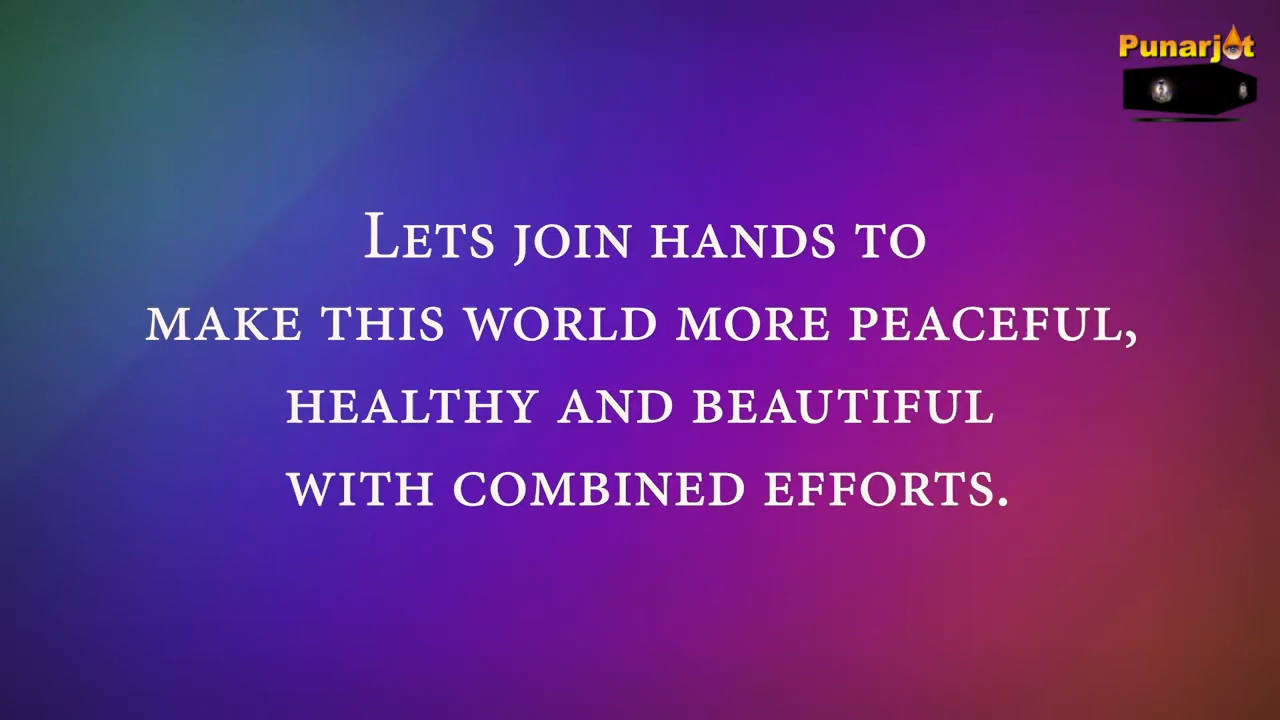 Punarjot
Lets join hands to
make this world more peaceful,
healthy and beautiful
with combined efforts.